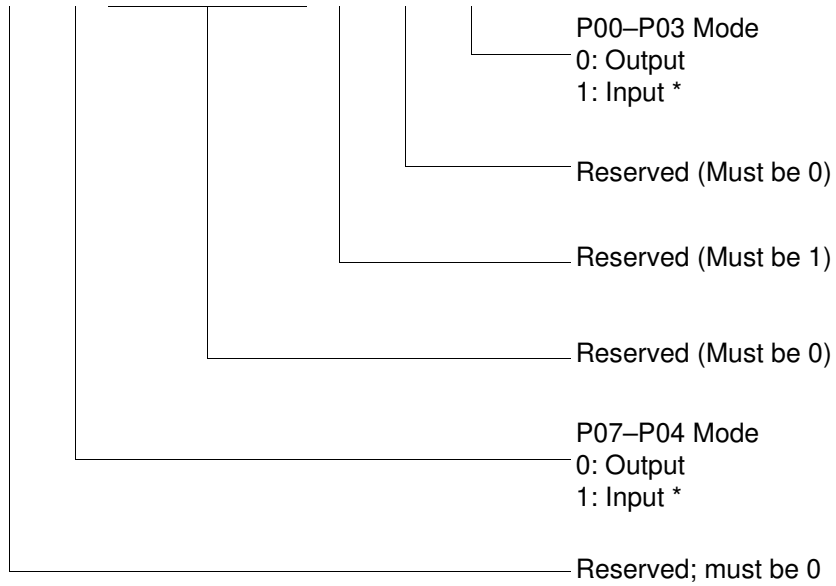 P00–P03 Mode
0: Output
1: Input *
Reserved (Must be 0)
Reserved (Must be 1)
Reserved (Must be 0)
P07–P04 Mode
0: Output
1: Input *
Reserved; must be 0